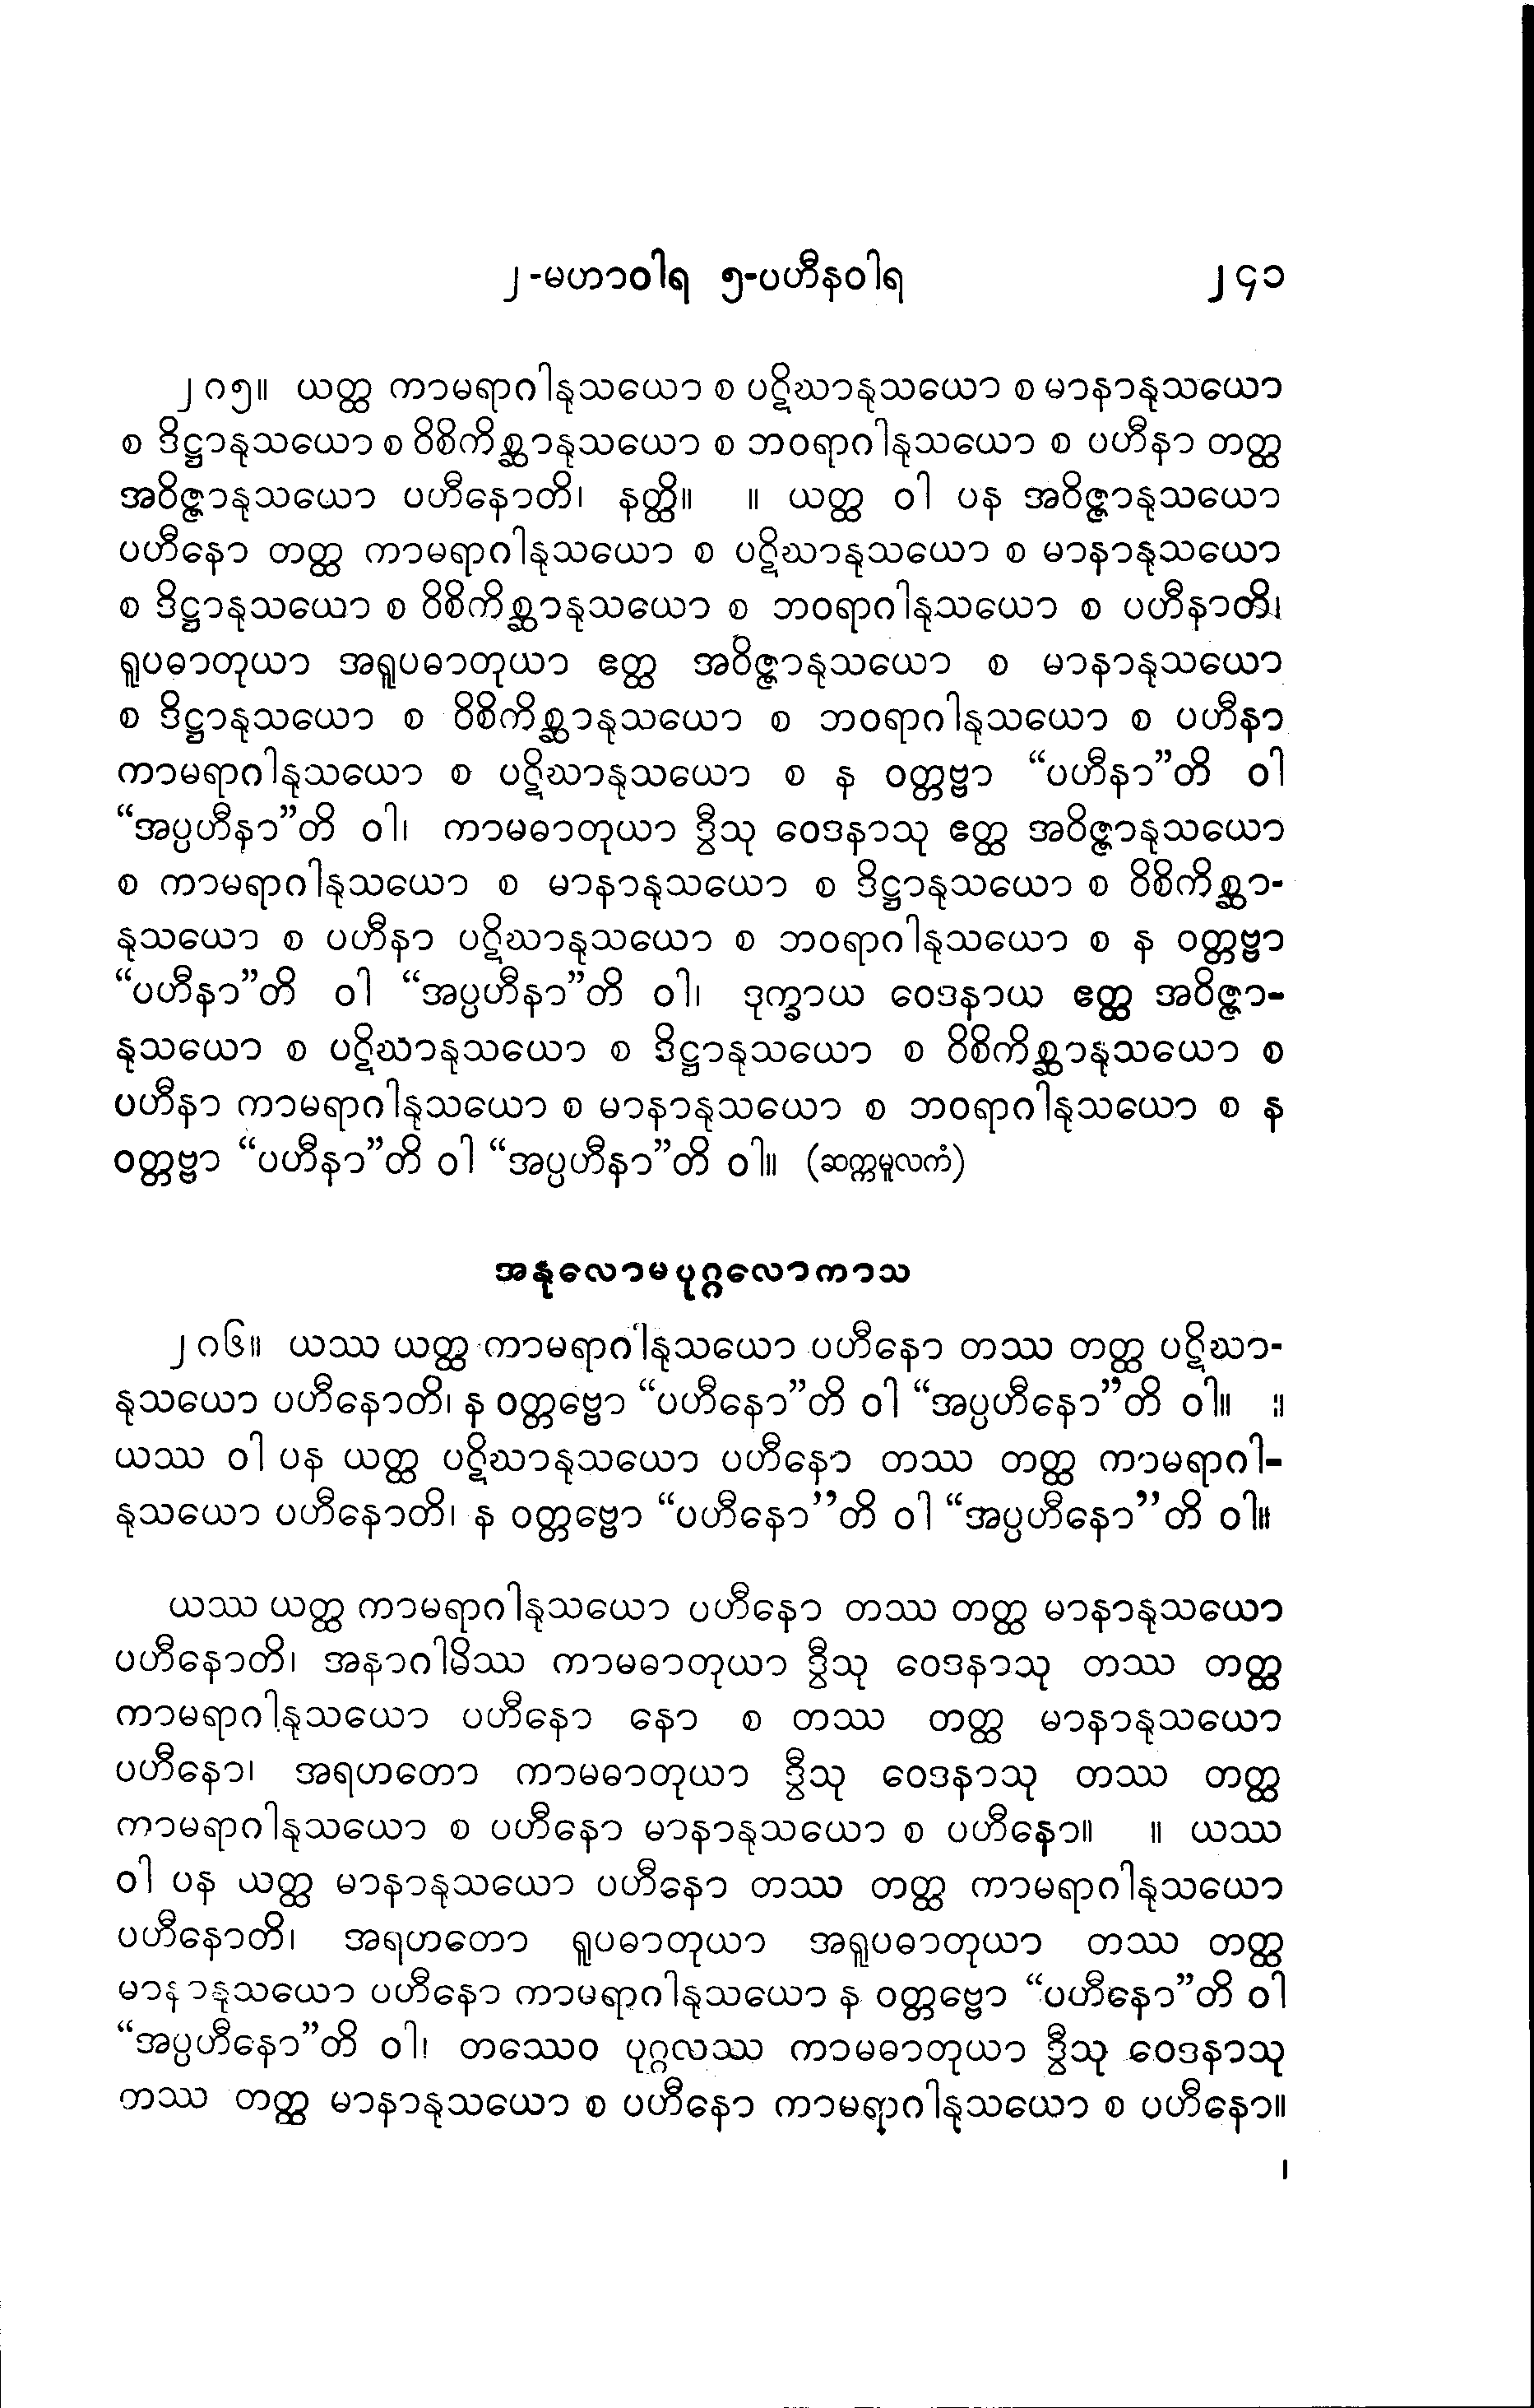 ၂-မဟာဝါရ ၅-ပဟီနဝါရ ၂၄၁
၂၀၅။ ယတ္ထ ကာမရာဂါနုသယော စ ပဋိဃာနုသယော စ မာနာနုသယော
စ ဒိဋ္ဌာနုသယော စ ဝိစိကိစ္ဆာနုသယော စ ဘဝရာဂါနုသယော စ ပဟီနာ တတ္ထ
အဝိဇ္ဇာနုသယော ပဟီနောတိ၊ နတ္ထိ။ ။ ယတ္ထ ဝါ ပန အဝိဇ္ဇာနုသယော
ပဟီနော တတ္ထ ကာမရာဂါနုသယော စ ပဋိဃာနုသယော စ မာနာနုသယော
စ ဒိဋ္ဌာနုသယော စ ဝိစိကိစ္ဆာနုသယော စ ဘဝရာဂါနုသယော စ ပဟီနာတိ၊
ရူပဓာတုယာ အရူပဓာတုယာ ဧတ္ထ အဝိဇ္ဇာနုသယော စ မာနာနုသယော
စ ဒိဋ္ဌာနုသယော စ ဝိစိကိစ္ဆာနုသယော စ ဘဝရာဂါနုသယော စ ပဟီနာ
ကာမရာဂါနုသယော စ ပဋိဃာနုသယော စ န ဝတ္တဗ္ဗာ “ပဟီနာ”တိ ဝါ
“အပ္ပဟီနာ”တိ ဝါ၊ ကာမဓာတုယာ ဒွီသု ဝေဒနာသု ဧတ္ထ အဝိဇ္ဇာနုသယော
စ ကာမရာဂါနုသယော စ မာနာနုသယော စ ဒိဋ္ဌာနုသယော စ ဝိစိကိစ္ဆာ-
နုသယော စ ပဟီနာ ပဋိဃာနုသယော စ ဘဝရာဂါနုသယော စ န ဝတ္တဗ္ဗာ
“ပဟီနာ”တိ ဝါ “အပ္ပဟီနာ”တိ ဝါ၊ ဒုက္ခာယ ဝေဒနာယ ဧတ္ထ အဝိဇ္ဇာ-
နုသယော စ ပဋိဃာနုသယော စ ဒိဋ္ဌာနုသယော စ ဝိစိကိစ္ဆာနုသယော စ
ပဟီနာ ကာမရာဂါနုသယော စ မာနာနုသယော စ ဘဝရာဂါနုသယော စ န
ဝတ္တဗ္ဗာ “ပဟီနာ”တိ ဝါ “အပ္ပဟီနာ”တိ ဝါ။ (ဆက္ကမူလကံ)
အနုလောမပုဂ္ဂလောကာသ
၂၀၆။ ယဿ ယတ္ထ ကာမရာဂါနုသယော ပဟီနော တဿ တတ္ထ ပဋိဃာ-
နုသယော ပဟီနောတိ၊ န ဝတ္တဗ္ဗော “ပဟီနော”တိ ဝါ “အပ္ပဟီနော”တိ ဝါ။ ။
ယဿ ဝါ ပန ယတ္ထ ပဋိဃာနုသယော ပဟီနော တဿ တတ္ထ ကာမရာဂါ-
နုသယော ပဟီနောတိ၊ န ဝတ္တဗ္ဗော “ပဟီနော”တိ ဝါ “အပ္ပဟီနော”တိ ဝါ။
ယဿ ယတ္ထ ကာမရာဂါနုသယော ပဟီနော တဿ တတ္ထ မာနာနုသယော
ပဟီနောတိ၊ အနာဂါမိဿ ကာမဓာတုယာ ဒွီသု ဝေဒနာသု တဿ တတ္ထ
ကာမရာဂါနုသယော ပဟီနော နော စ တဿ တတ္ထ မာနာနုသယော
ပဟီနော၊ အရဟတော ကာမဓာတုယာ ဒွီသု ဝေဒနာသု တဿ တတ္ထ
ကာမရာဂါနုသယော စ ပဟီနော မာနာနုသယော စ ပဟီနော။ ။ ယဿ
ဝါ ပန ယတ္ထ မာနာနုသယော ပဟီနော တဿ တတ္ထ ကာမရာဂါနုသယော
ပဟီနောတိ၊ အရဟတော ရူပဓာတုယာ အရူပဓာတုယာ တဿ တတ္ထ
မာနာနုသယော ပဟီနော ကာမရာဂါနုသယော န ဝတ္တဗ္ဗော “ပဟီနော”တိ ဝါ
“အပ္ပဟီနော”တိ ဝါ၊ တဿေဝ ပုဂ္ဂလဿ ကာမဓာတုယာ ဒွီသု ဝေဒနာသု
တဿ တတ္ထ မာနာနုသယော စ ပဟီနော ကာမရာဂါနုသယော စ ပဟီနော။